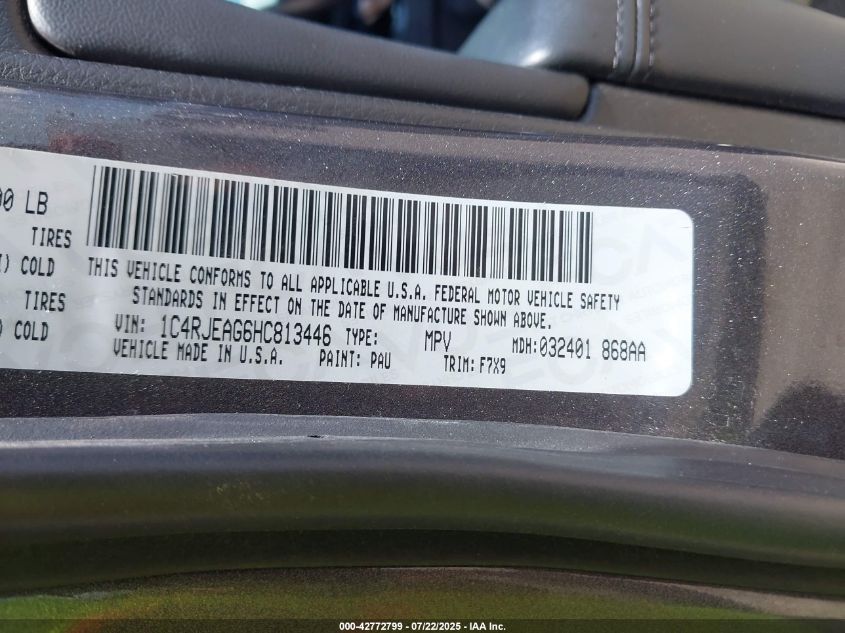 00 LB
TIRES
) COLD
TIRES
) COLD
THIS VEHICLE CONFORMS TO ALL APPLICABLE U.S.A. FEDERAL MOTOR VEHICLE SAFETY
STANDARDS IN EFFECT ON THE DATE OF MANUFACTURE SHOWN ABOVE.
VIN: 1C4RJEAG6HC813446 TYPE: MPV MDH:032401 868AA
VEHICLE MADE IN U.S.A. PAINT: PAU TRIM: F7X9
000-42772799 - 07/22/2025 - IAA Inc.